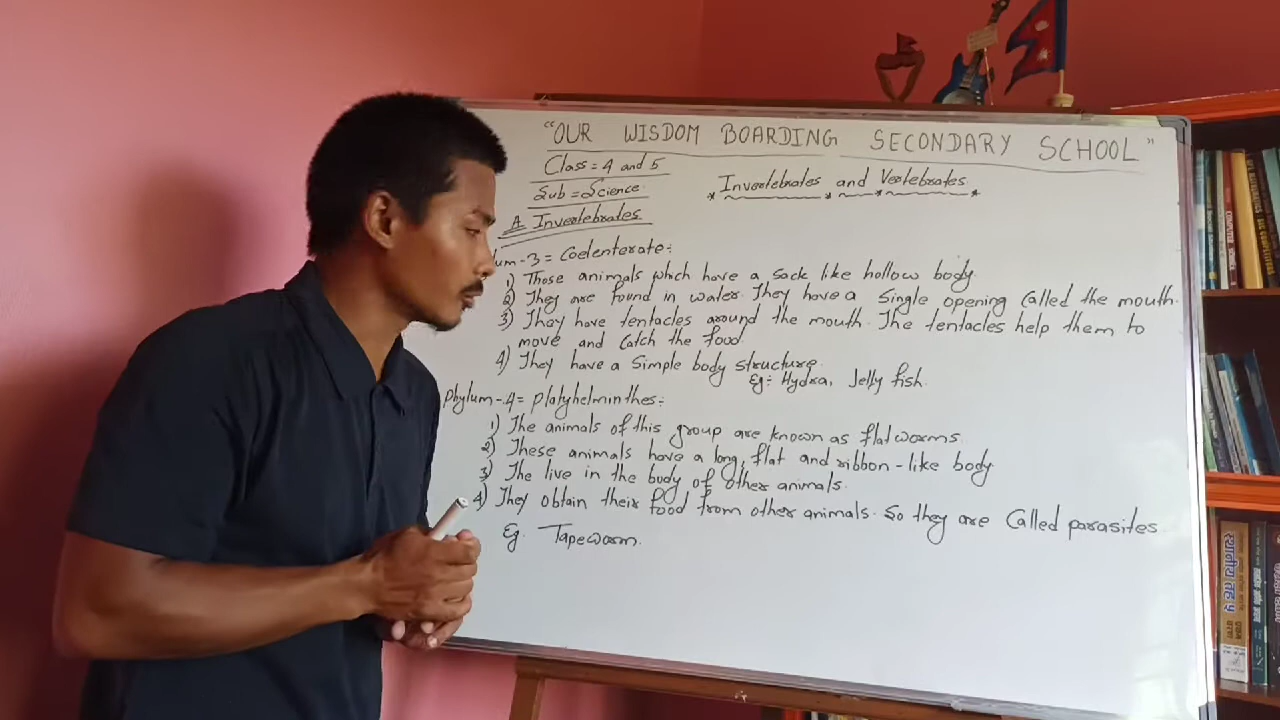 "OUR WISDOM BOARDING SECONDARY SCHOOL"
Class = 4 and 5
Sub = Science
Invertebrates and Vertebrates
A Invertebrates
um-3 = Coelenterate:
1) Those animals which have a sack like hollow body.
2) They are found in water. They have a single opening called the mouth.
3) They have tentacles around the mouth. The tentacles help them to
move and catch the food.
4) They have a simple body structure.
Eg:- Hydra, Jelly fish.
Phylum-4= Platyhelminthes:-
1) The animals of this group are known as flatworms.
2) These animals have a long, flat and ribbon-like body
3) The live in the body of other animals.
4) They obtain their food from other animals. So they are called parasites.
Eg. Tapeworm.